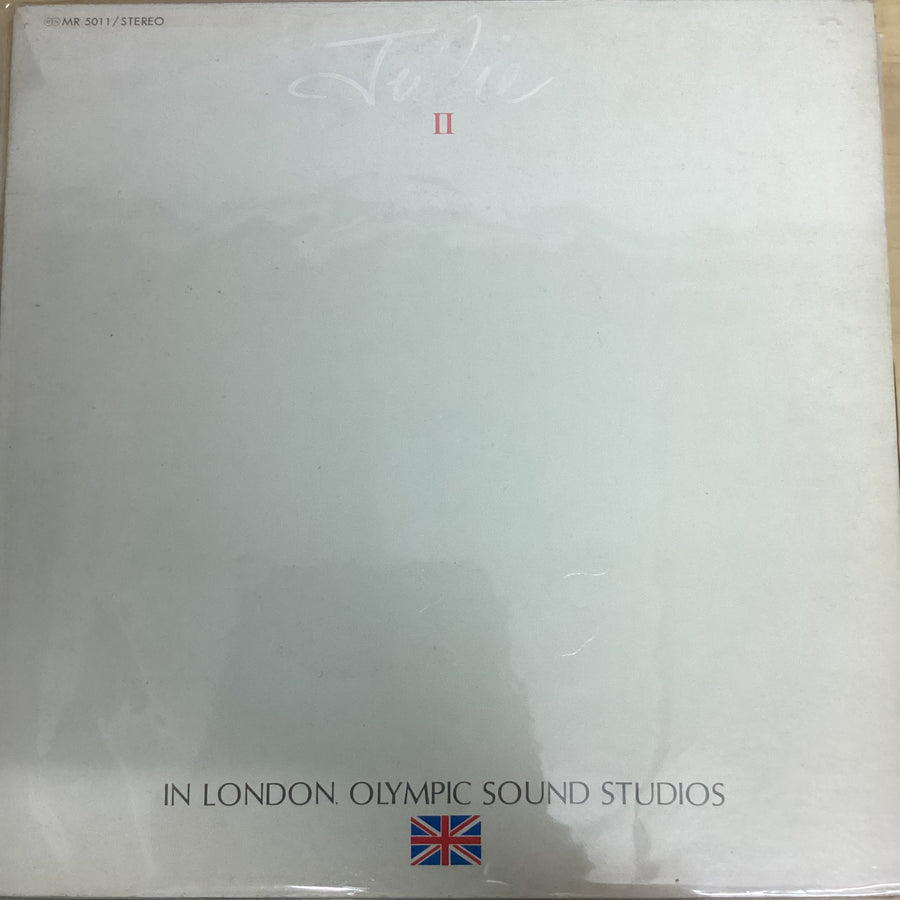 MR 5011/STEREO
Julie
II
IN LONDON. OLYMPIC SOUND STUDIOS